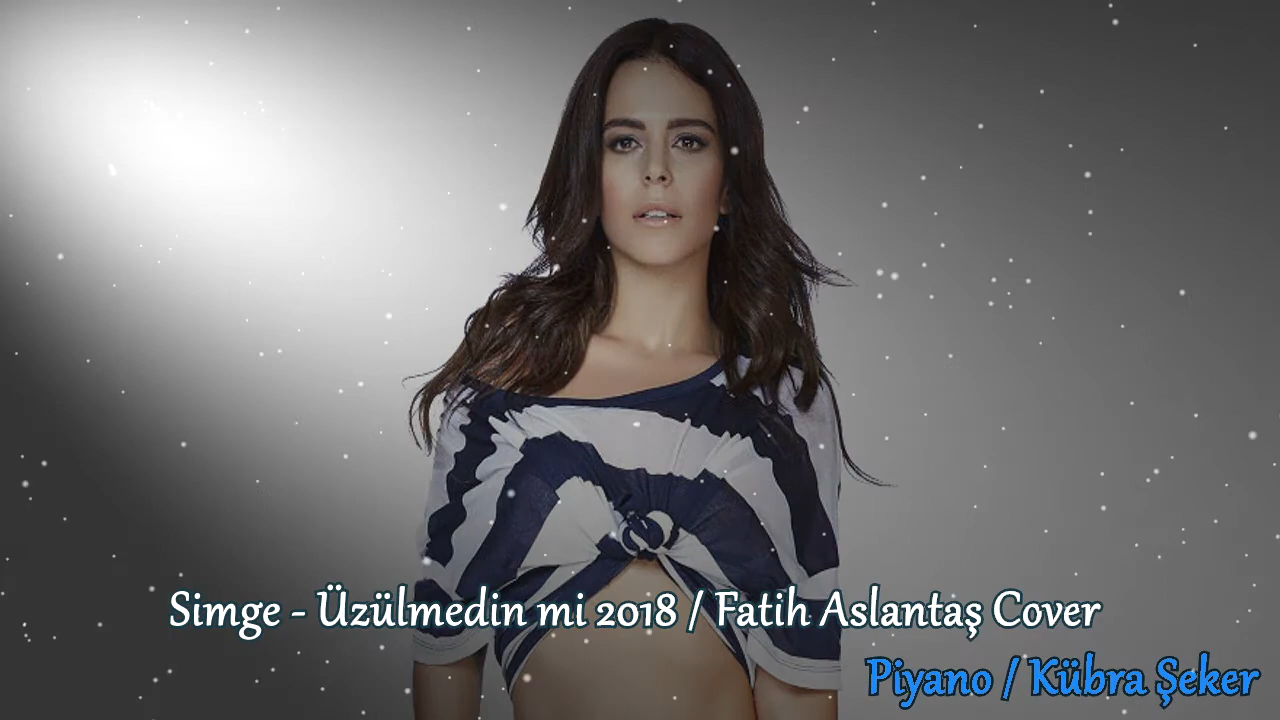 Simge - Üzülmedin mi 2018 / Fatih Aslantaş Cover
Piyano / Kübra Şeker